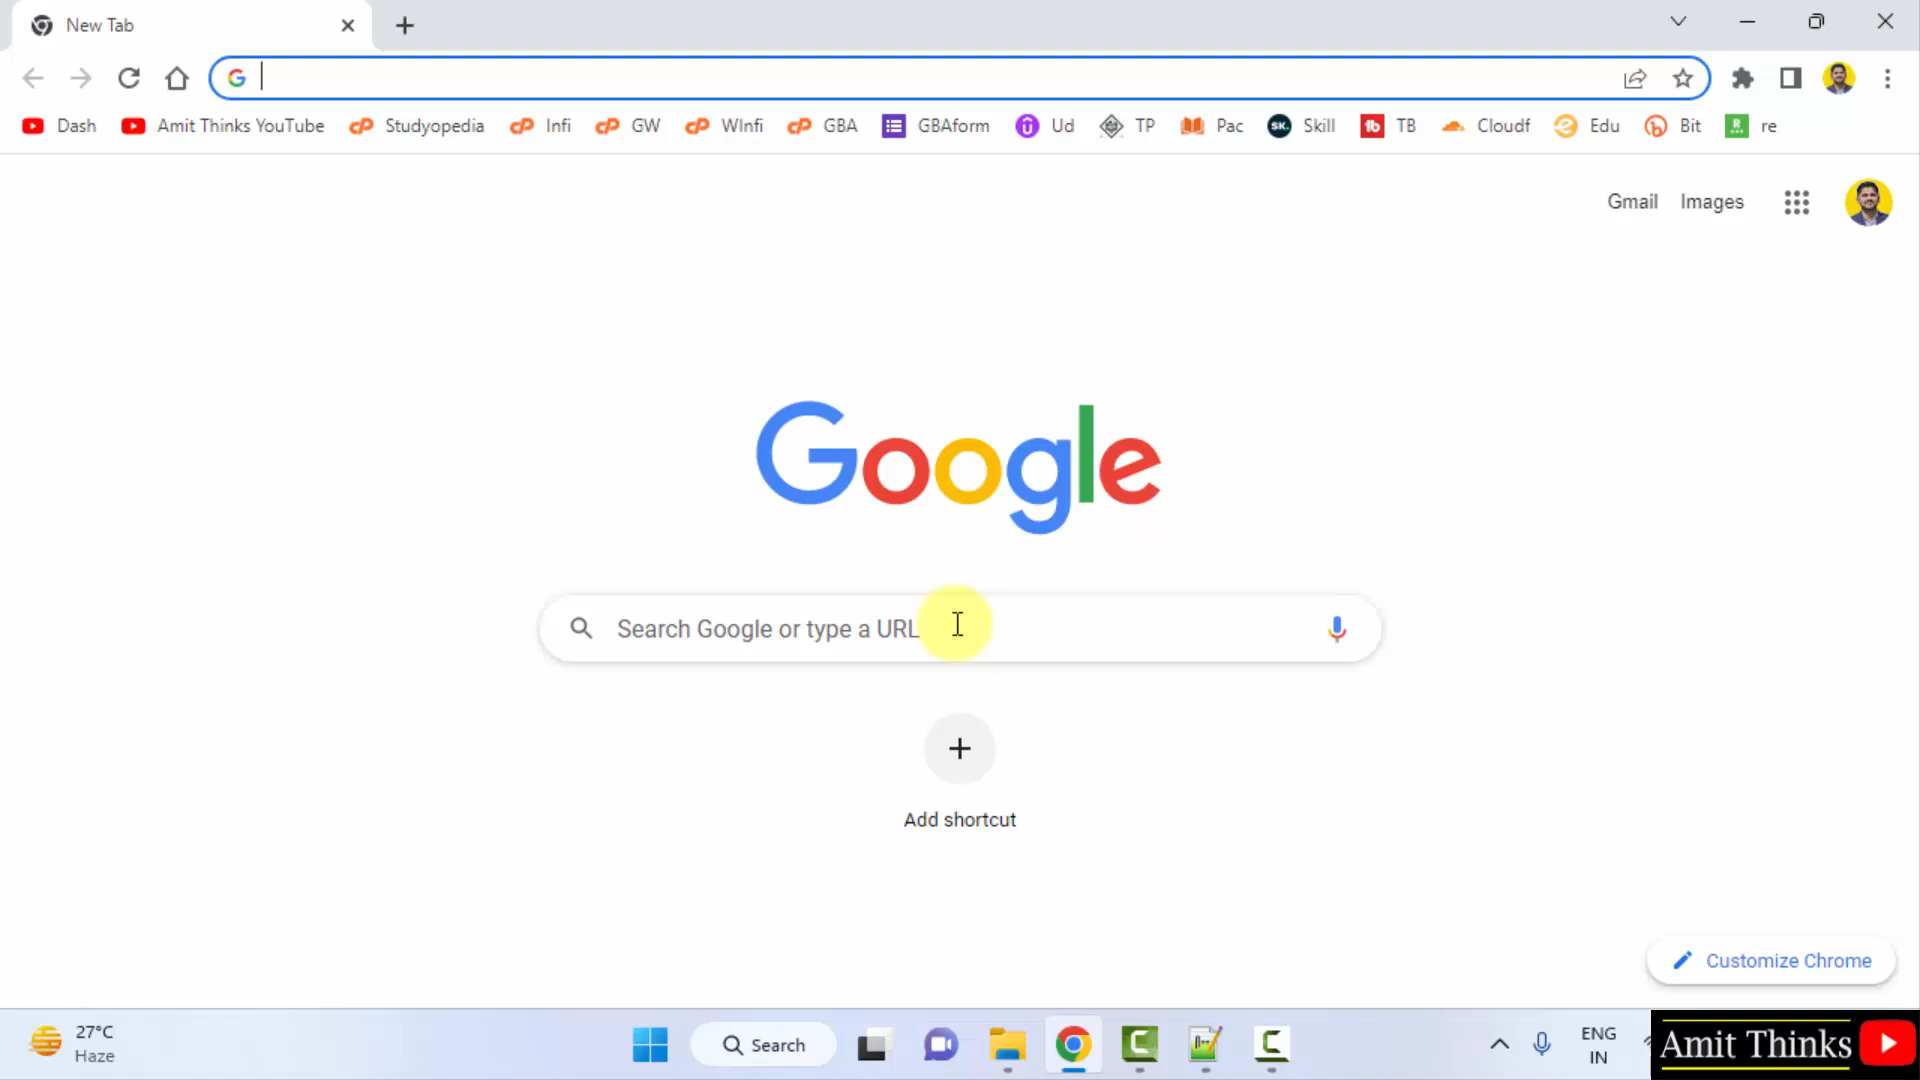 New Tab
Dash Amit Thinks YouTube Studyopedia Infi GW WInfi GBA GBAform Ud TP Pac SK. Skill tb TB Cloudf Edu Bit R re
Gmail Images
Google
Search Google or type a URL
Add shortcut
Customize Chrome
27°C
Haze
Search
ENG
IN
Amit Thinks